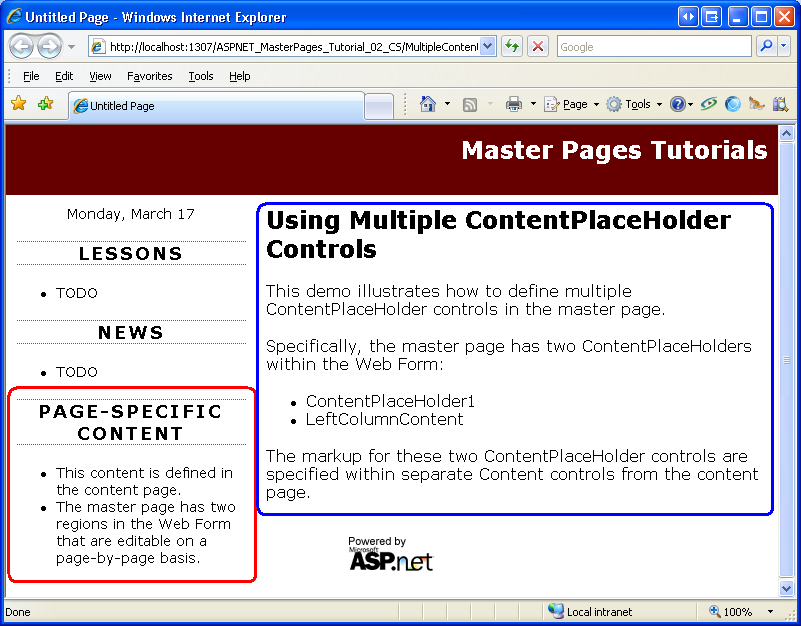 Untitled Page - Windows Internet Explorer
http://localhost:1307/ASPNET_MasterPages_Tutorial_02_CS/MultipleContent
Google
File Edit View Favorites Tools Help
Untitled Page
Page Tools
Master Pages Tutorials
Monday, March 17
LESSONS
TODO
NEWS
TODO
PAGE-SPECIFIC
CONTENT
This content is defined in
the content page.
The master page has two
regions in the Web Form
that are editable on a
page-by-page basis.
Using Multiple ContentPlaceHolder
Controls
This demo illustrates how to define multiple
ContentPlaceHolder controls in the master page.
Specifically, the master page has two ContentPlaceHolders
within the Web Form:
ContentPlaceHolder1
LeftColumnContent
The markup for these two ContentPlaceHolder controls are
specified within separate Content controls from the content
page.
Powered by
Microsoft
ASP.net
Done
Local intranet
100%